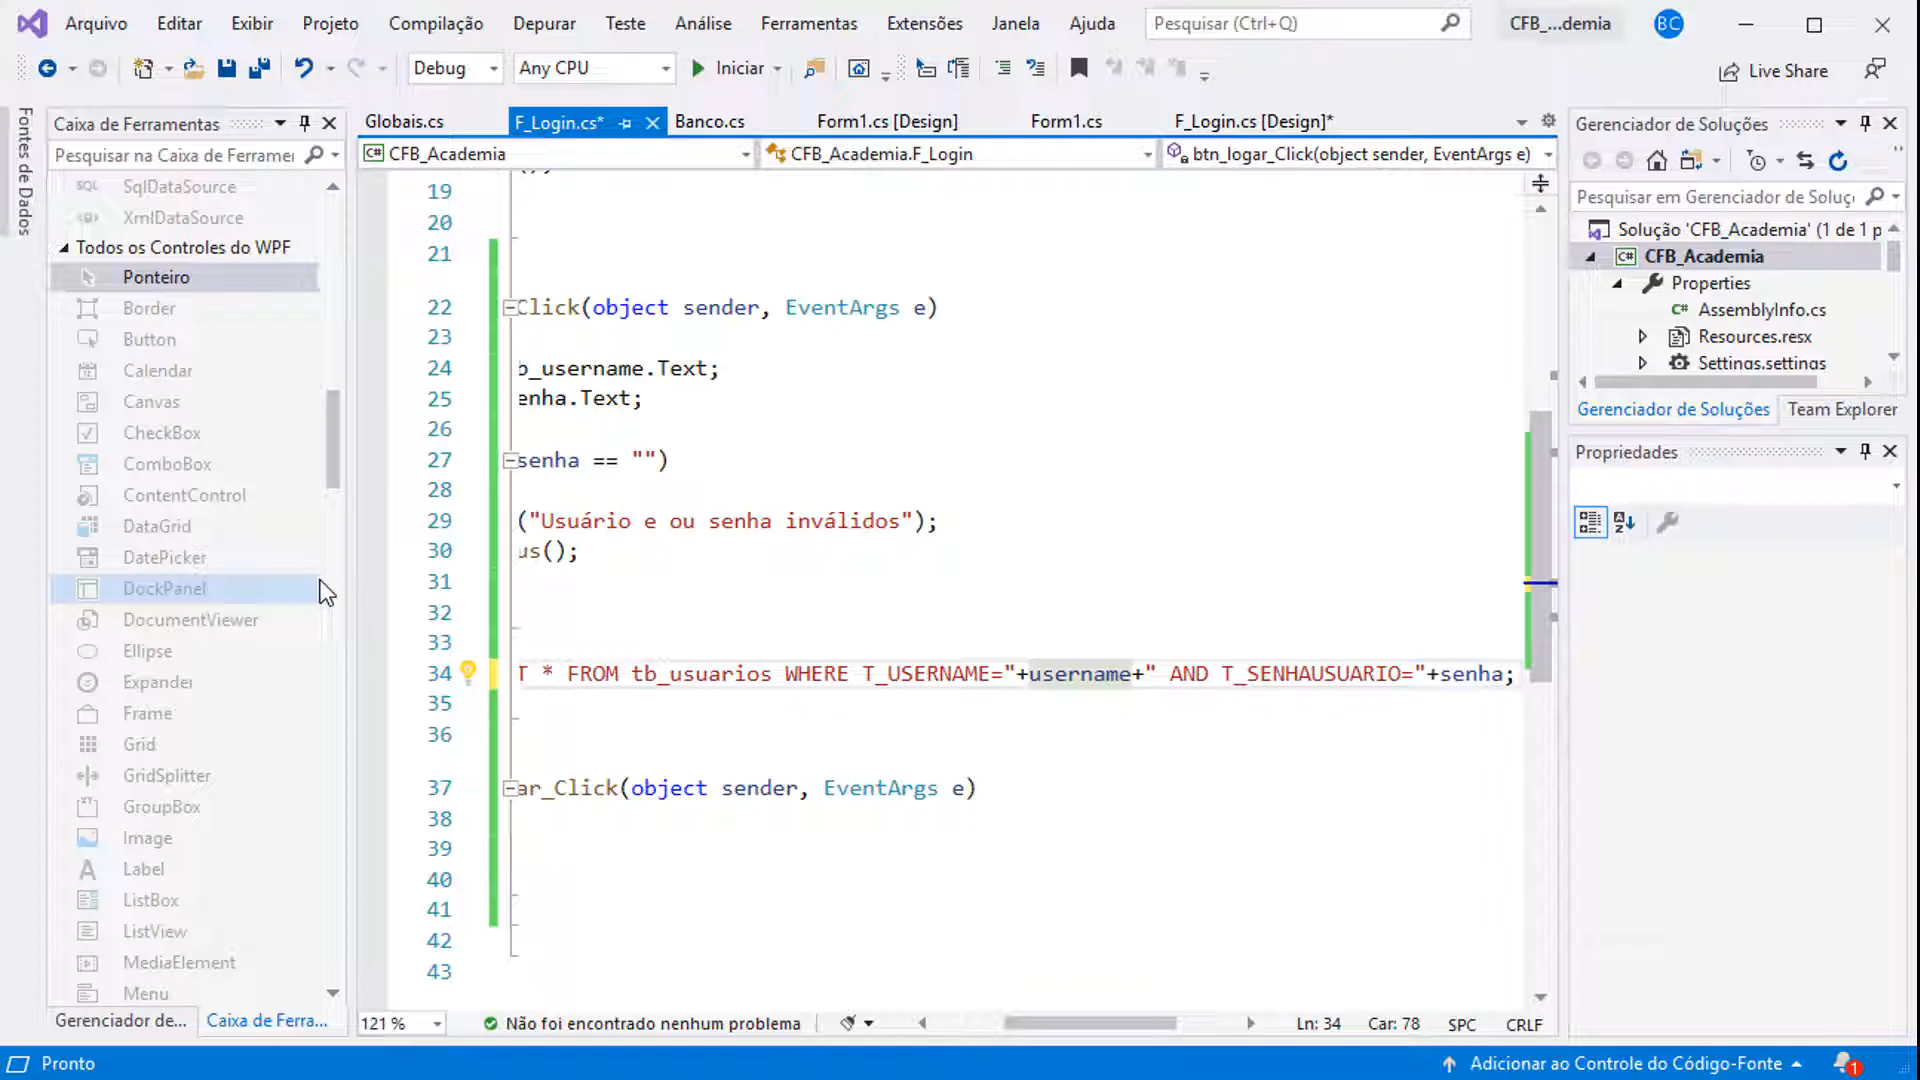 Arquivo Editar Exibir Projeto Compilação Depurar Teste Análise Ferramentas Extensões Janela Ajuda Pesquisar (Ctrl+Q) CFB_...demia BC
Debug Any CPU Iniciar Live Share
Fontes de Dados
Caixa de Ferramentas
Pesquisar na Caixa de Ferramen
SqlDataSource
XmlDataSource
Todos os Controles do WPF
Ponteiro
Border
Button
Calendar
Canvas
CheckBox
ComboBox
ContentControl
DataGrid
DatePicker
DockPanel
DocumentViewer
Ellipse
Expander
Frame
Grid
GridSplitter
GroupBox
Image
Label
ListBox
ListView
MediaElement
Menu
Gerenciador de... Caixa de Ferra...
Globais.cs F_Login.cs* Banco.cs Form1.cs [Design] Form1.cs F_Login.cs [Design]*
CFB_Academia CFB_Academia.F_Login btn_logar_Click(object sender, EventArgs e)
19
20
21
22 Click(object sender, EventArgs e)
23
24 b_username.Text;
25 enha.Text;
26
27 senha == "")
28
29 ("Usuário e ou senha inválidos");
30 us();
31
32
33
34 T * FROM tb_usuarios WHERE T_USERNAME="+username+" AND T_SENHAUSUARIO="+senha;
35
36
37 ar_Click(object sender, EventArgs e)
38
39
40
41
42
43
121 % Não foi encontrado nenhum problema Ln: 34 Car: 78 SPC CRLF
Gerenciador de Soluções
Pesquisar em Gerenciador de Soluç
Solução 'CFB_Academia' (1 de 1 p
CFB_Academia
Properties
AssemblyInfo.cs
Resources.resx
Settings.settings
Gerenciador de Soluções Team Explorer
Propriedades
Pronto Adicionar ao Controle do Código-Fonte 1